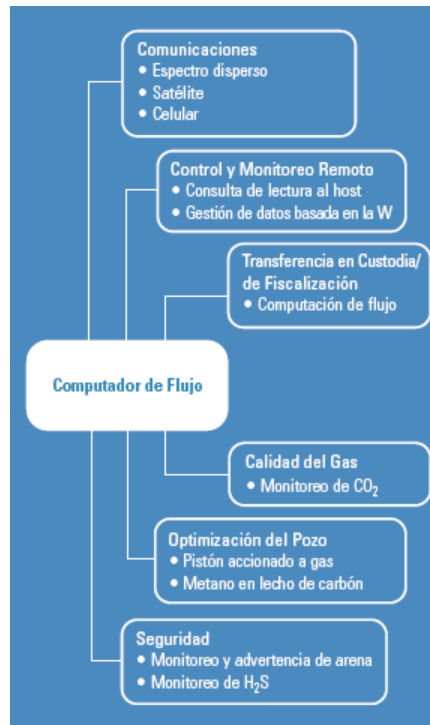 Comunicaciones
• Espectro disperso
• Satélite
• Celular
Control y Monitoreo Remoto
• Consulta de lectura al host
• Gestión de datos basada en la W
Transferencia en Custodia/
de Fiscalización
• Computación de flujo
Computador de Flujo
Calidad del Gas
• Monitoreo de CO₂
Optimización del Pozo
• Pistón accionado a gas
• Metano en lecho de carbón
Seguridad
• Monitoreo y advertencia de arena
• Monitoreo de H₂S